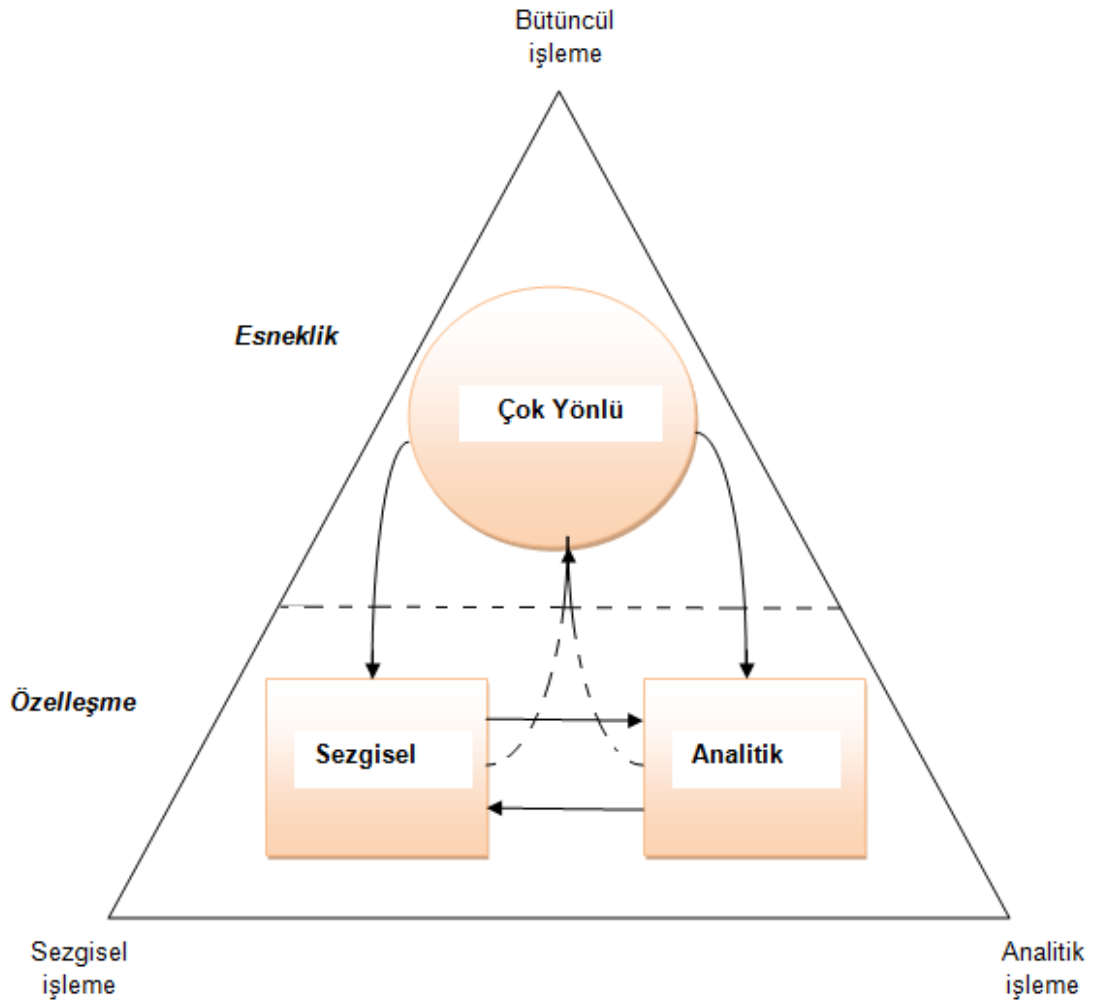 Bütüncül
işleme
Esneklik
Çok Yönlü
Özelleşme
Sezgisel
Analitik
Sezgisel
işleme
Analitik
işleme